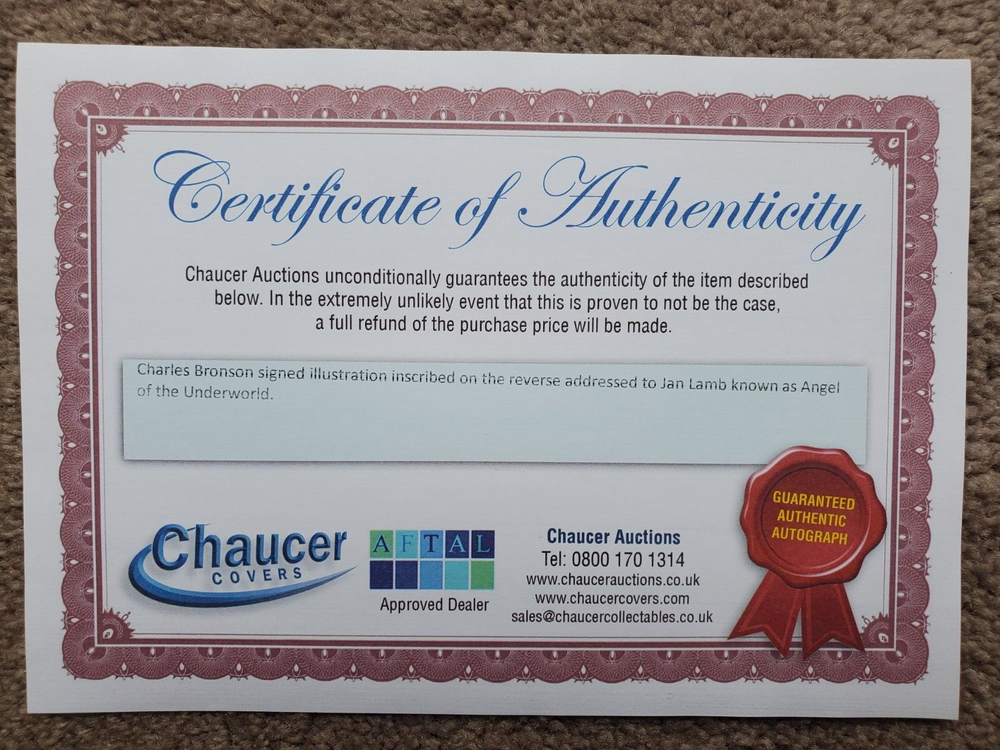 Certificate of Authenticity
Chaucer Auctions unconditionally guarantees the authenticity of the item described
below. In the extremely unlikely event that this is proven to not be the case,
a full refund of the purchase price will be made.
Charles Bronson signed illustration inscribed on the reverse addressed to Jan Lamb known as Angel
of the Underworld.
GUARANTEED
AUTHENTIC
AUTOGRAPH
Chaucer
COVERS
AFTAL
Approved Dealer
Chaucer Auctions
Tel: 0800 170 1314
www.chaucerauctions.co.uk
www.chaucercovers.com
sales@chaucercollectables.co.uk